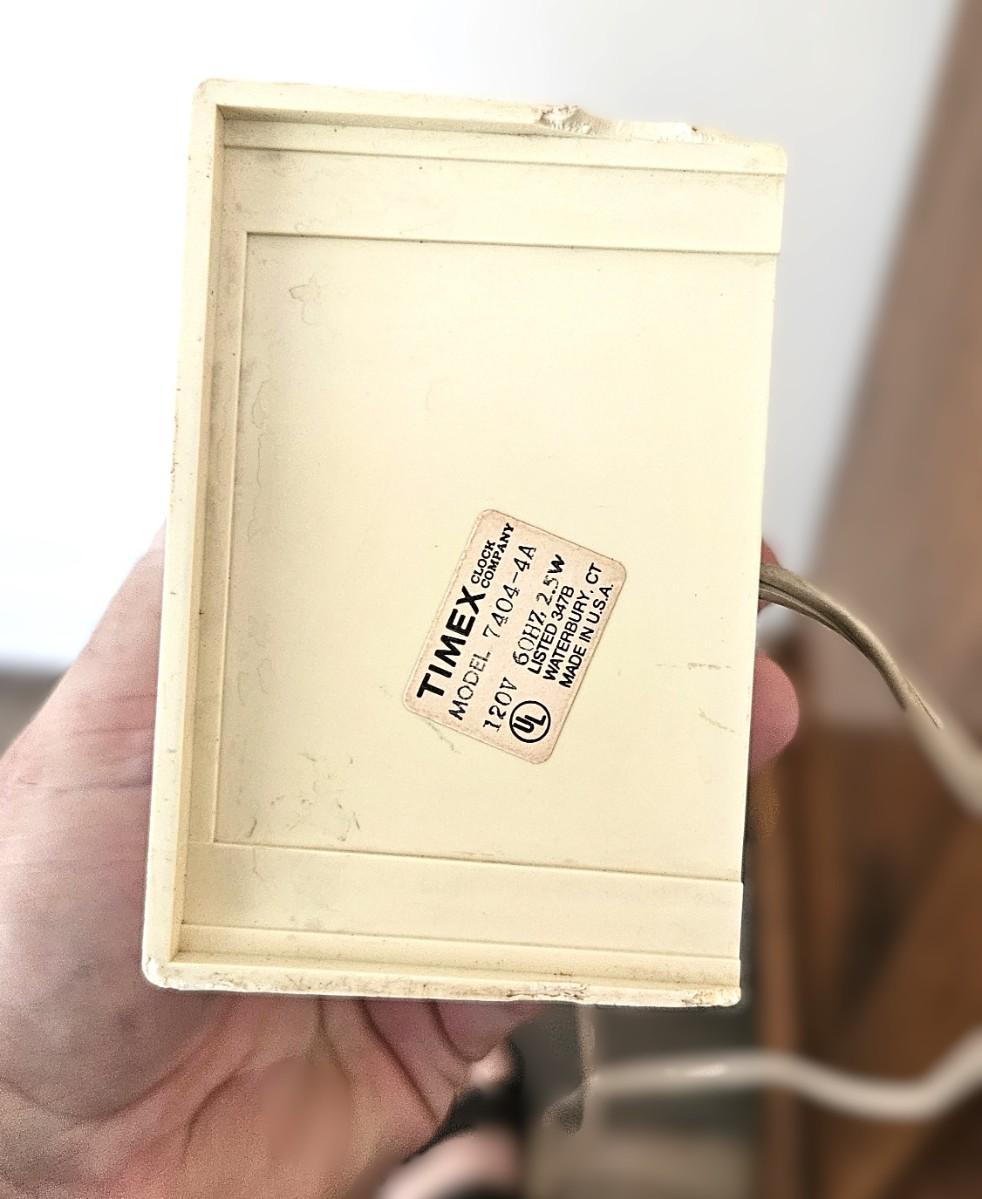 TIMEX CLOCK COMPANY
MODEL 7404-4A
120V 60HZ 2.5W
UL LISTED 347B
WATERBURY, CT
MADE IN U.S.A.